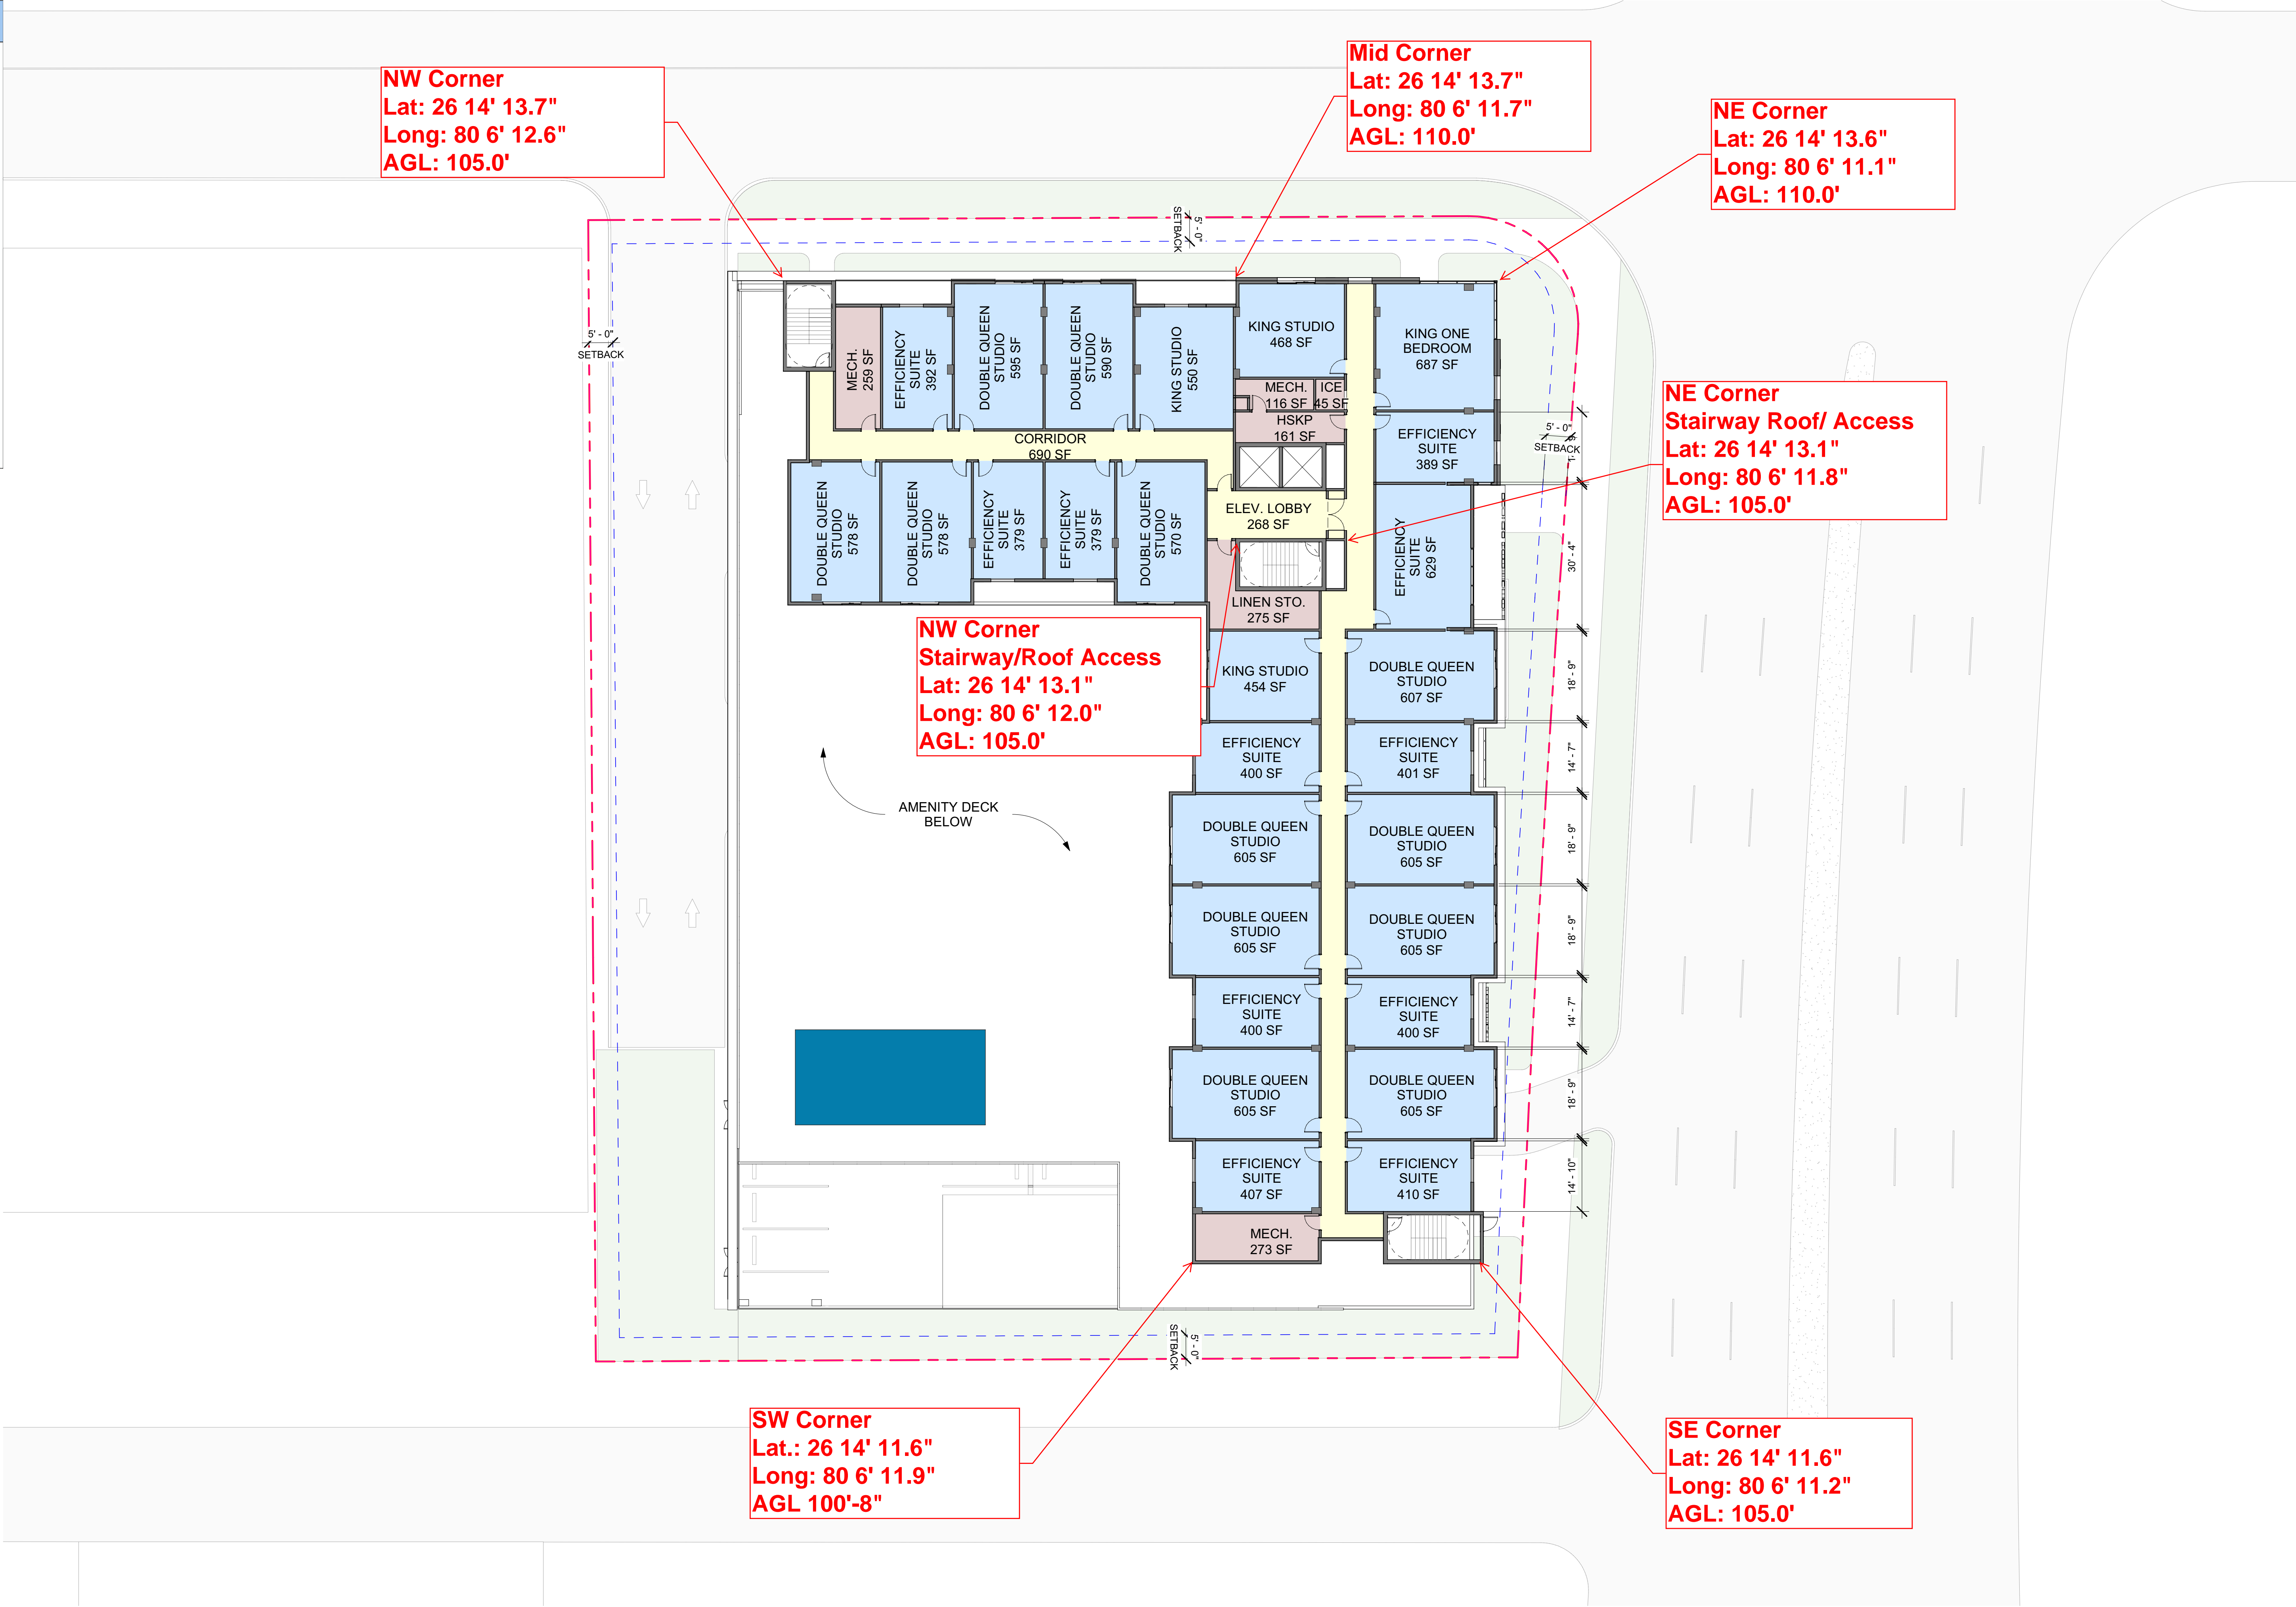 NW Corner
Lat: 26 14' 13.7"
Long: 80 6' 12.6"
AGL: 105.0'
Mid Corner
Lat: 26 14' 13.7"
Long: 80 6' 11.7"
AGL: 110.0'
NE Corner
Lat: 26 14' 13.6"
Long: 80 6' 11.1"
AGL: 110.0'
5' - 0"
SETBACK
5' - 0"
SETBACK
MECH.
259 SF
EFFICIENCY
SUITE
392 SF
DOUBLE QUEEN
STUDIO
595 SF
DOUBLE QUEEN
STUDIO
590 SF
KING STUDIO
550 SF
KING STUDIO
468 SF
KING ONE
BEDROOM
687 SF
MECH.
116 SF
ICE
45 SF
HSKP
161 SF
CORRIDOR
690 SF
EFFICIENCY
SUITE
389 SF
5' - 0"
SETBACK
NE Corner
Stairway Roof/ Access
Lat: 26 14' 13.1"
Long: 80 6' 11.8"
AGL: 105.0'
DOUBLE QUEEN
STUDIO
578 SF
DOUBLE QUEEN
STUDIO
578 SF
EFFICIENCY
SUITE
379 SF
EFFICIENCY
SUITE
379 SF
DOUBLE QUEEN
STUDIO
570 SF
ELEV. LOBBY
268 SF
EFFICIENCY
SUITE
629 SF
30' - 4"
LINEN STO.
275 SF
NW Corner
Stairway/Roof Access
Lat: 26 14' 13.1"
Long: 80 6' 12.0"
AGL: 105.0'
KING STUDIO
454 SF
DOUBLE QUEEN
STUDIO
607 SF
18' - 9"
EFFICIENCY
SUITE
400 SF
EFFICIENCY
SUITE
401 SF
14' - 7"
AMENITY DECK
BELOW
DOUBLE QUEEN
STUDIO
605 SF
DOUBLE QUEEN
STUDIO
605 SF
18' - 9"
DOUBLE QUEEN
STUDIO
605 SF
DOUBLE QUEEN
STUDIO
605 SF
18' - 9"
EFFICIENCY
SUITE
400 SF
EFFICIENCY
SUITE
400 SF
14' - 7"
DOUBLE QUEEN
STUDIO
605 SF
DOUBLE QUEEN
STUDIO
605 SF
18' - 9"
EFFICIENCY
SUITE
407 SF
EFFICIENCY
SUITE
410 SF
14' - 10"
MECH.
273 SF
5' - 0"
SETBACK
SW Corner
Lat.: 26 14' 11.6"
Long: 80 6' 11.9"
AGL 100'-8"
SE Corner
Lat: 26 14' 11.6"
Long: 80 6' 11.2"
AGL: 105.0'